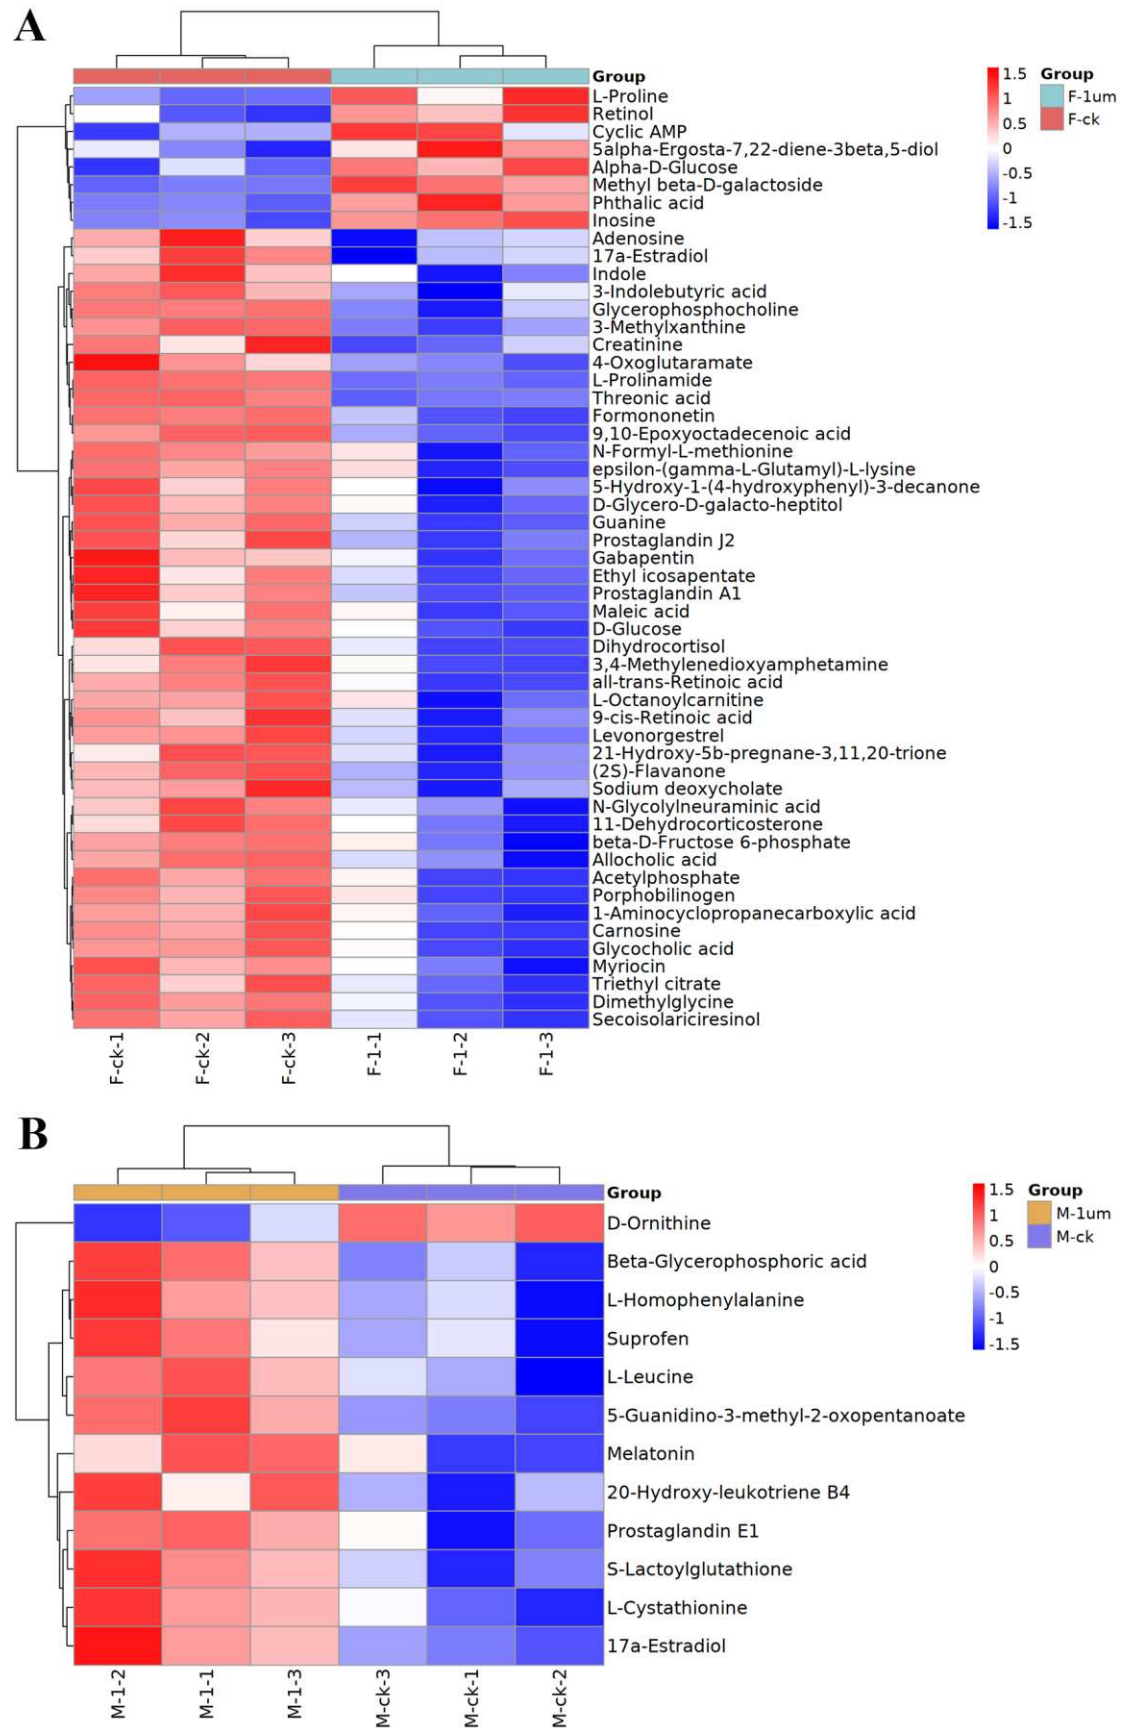 A
Group
L-Proline
Retinol
Cyclic AMP
5alpha-Ergosta-7,22-diene-3beta,5-diol
Alpha-D-Glucose
Methyl beta-D-galactoside
Phthalic acid
Inosine
Adenosine
17a-Estradiol
Indole
3-Indolebutyric acid
Glycerophosphocholine
3-Methylxanthine
Creatinine
4-Oxoglutaramate
L-Prolinamide
Threonic acid
Formononetin
9,10-Epoxyoctadecenoic acid
N-Formyl-L-methionine
epsilon-(gamma-L-Glutamyl)-L-lysine
5-Hydroxy-1-(4-hydroxyphenyl)-3-decanone
D-Glycero-D-galacto-heptitol
Guanine
Prostaglandin J2
Gabapentin
Ethyl icosapentate
Prostaglandin A1
Maleic acid
D-Glucose
Dihydrocortisol
3,4-Methylenedioxyamphetamine
all-trans-Retinoic acid
L-Octanoylcarnitine
9-cis-Retinoic acid
Levonorgestrel
21-Hydroxy-5b-pregnane-3,11,20-trione
(2S)-Flavanone
Sodium deoxycholate
N-Glycolylneuraminic acid
11-Dehydrocorticosterone
beta-D-Fructose 6-phosphate
Allocholic acid
Acetylphosphate
Porphobilinogen
1-Aminocyclopropanecarboxylic acid
Carnosine
Glycocholic acid
Myriocin
Triethyl citrate
Dimethylglycine
Secoisolariciresinol
F-ck-1
F-ck-2
F-ck-3
F-1-1
F-1-2
F-1-3
1.5
1
0.5
0
-0.5
-1
-1.5
Group
F-1um
F-ck
B
Group
D-Ornithine
Beta-Glycerophosphoric acid
L-Homophenylalanine
Suprofen
L-Leucine
5-Guanidino-3-methyl-2-oxopentanoate
Melatonin
20-Hydroxy-leukotriene B4
Prostaglandin E1
S-Lactoylglutathione
L-Cystathionine
17a-Estradiol
M-1-2
M-1-1
M-1-3
M-ck-3
M-ck-1
M-ck-2
1.5
1
0.5
0
-0.5
-1
-1.5
Group
M-1um
M-ck